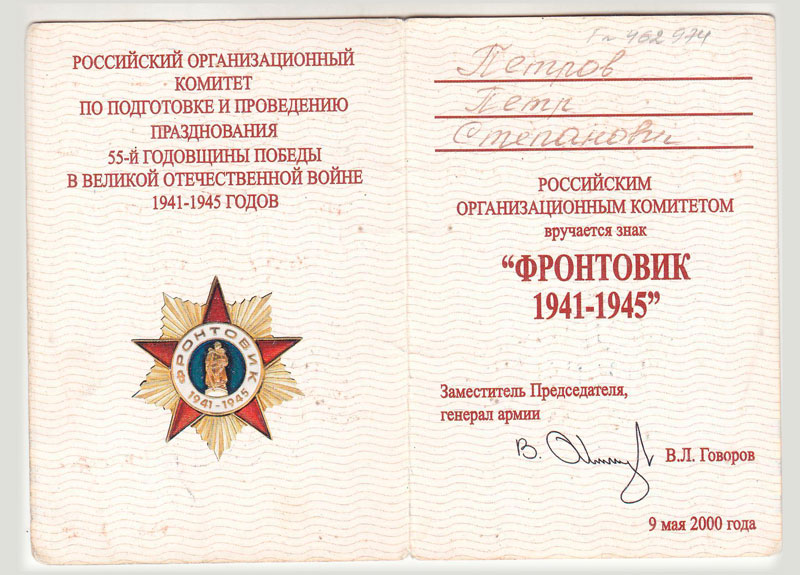 РОССИЙСКИЙ ОРГАНИЗАЦИОННЫЙ
КОМИТЕТ
ПО ПОДГОТОВКЕ И ПРОВЕДЕНИЮ
ПРАЗДНОВАНИЯ
55-й ГОДОВЩИНЫ ПОБЕДЫ
В ВЕЛИКОЙ ОТЕЧЕСТВЕННОЙ ВОЙНЕ
1941-1945 ГОДОВ
ФРОНТОВИК
1941-1945
462 974
Петров
Петр
Степанович
РОССИЙСКИМ
ОРГАНИЗАЦИОННЫМ КОМИТЕТОМ
вручается знак
“ФРОНТОВИК
1941-1945”
Заместитель Председателя,
генерал армии
В.Л. Говоров
9 мая 2000 года